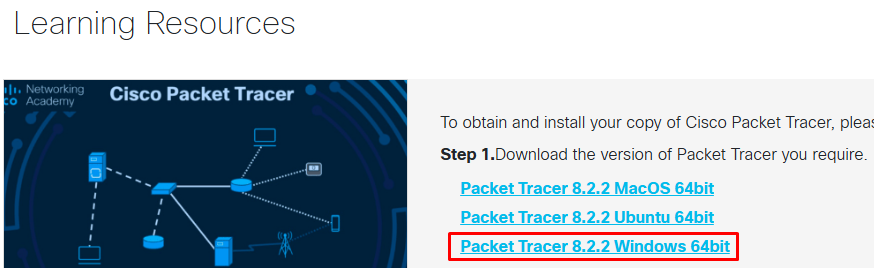 Learning Resources
Networking
Academy
Cisco Packet Tracer
To obtain and install your copy of Cisco Packet Tracer, pleas
Step 1.Download the version of Packet Tracer you require.
Packet Tracer 8.2.2 MacOS 64bit
Packet Tracer 8.2.2 Ubuntu 64bit
Packet Tracer 8.2.2 Windows 64bit